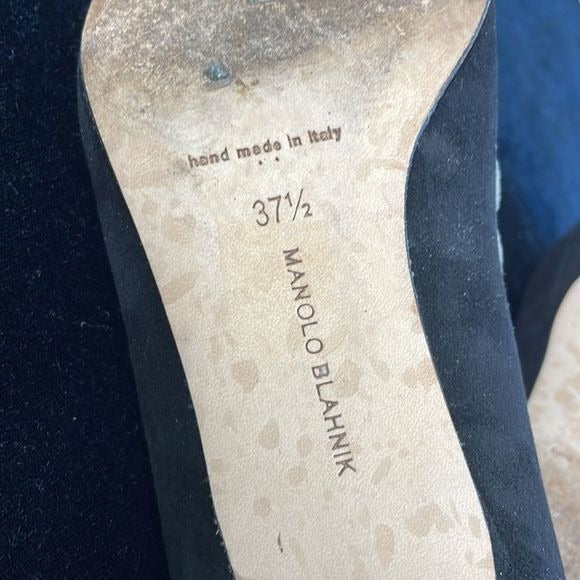 hand made in Italy
37½
MANOLO BLAHNIK